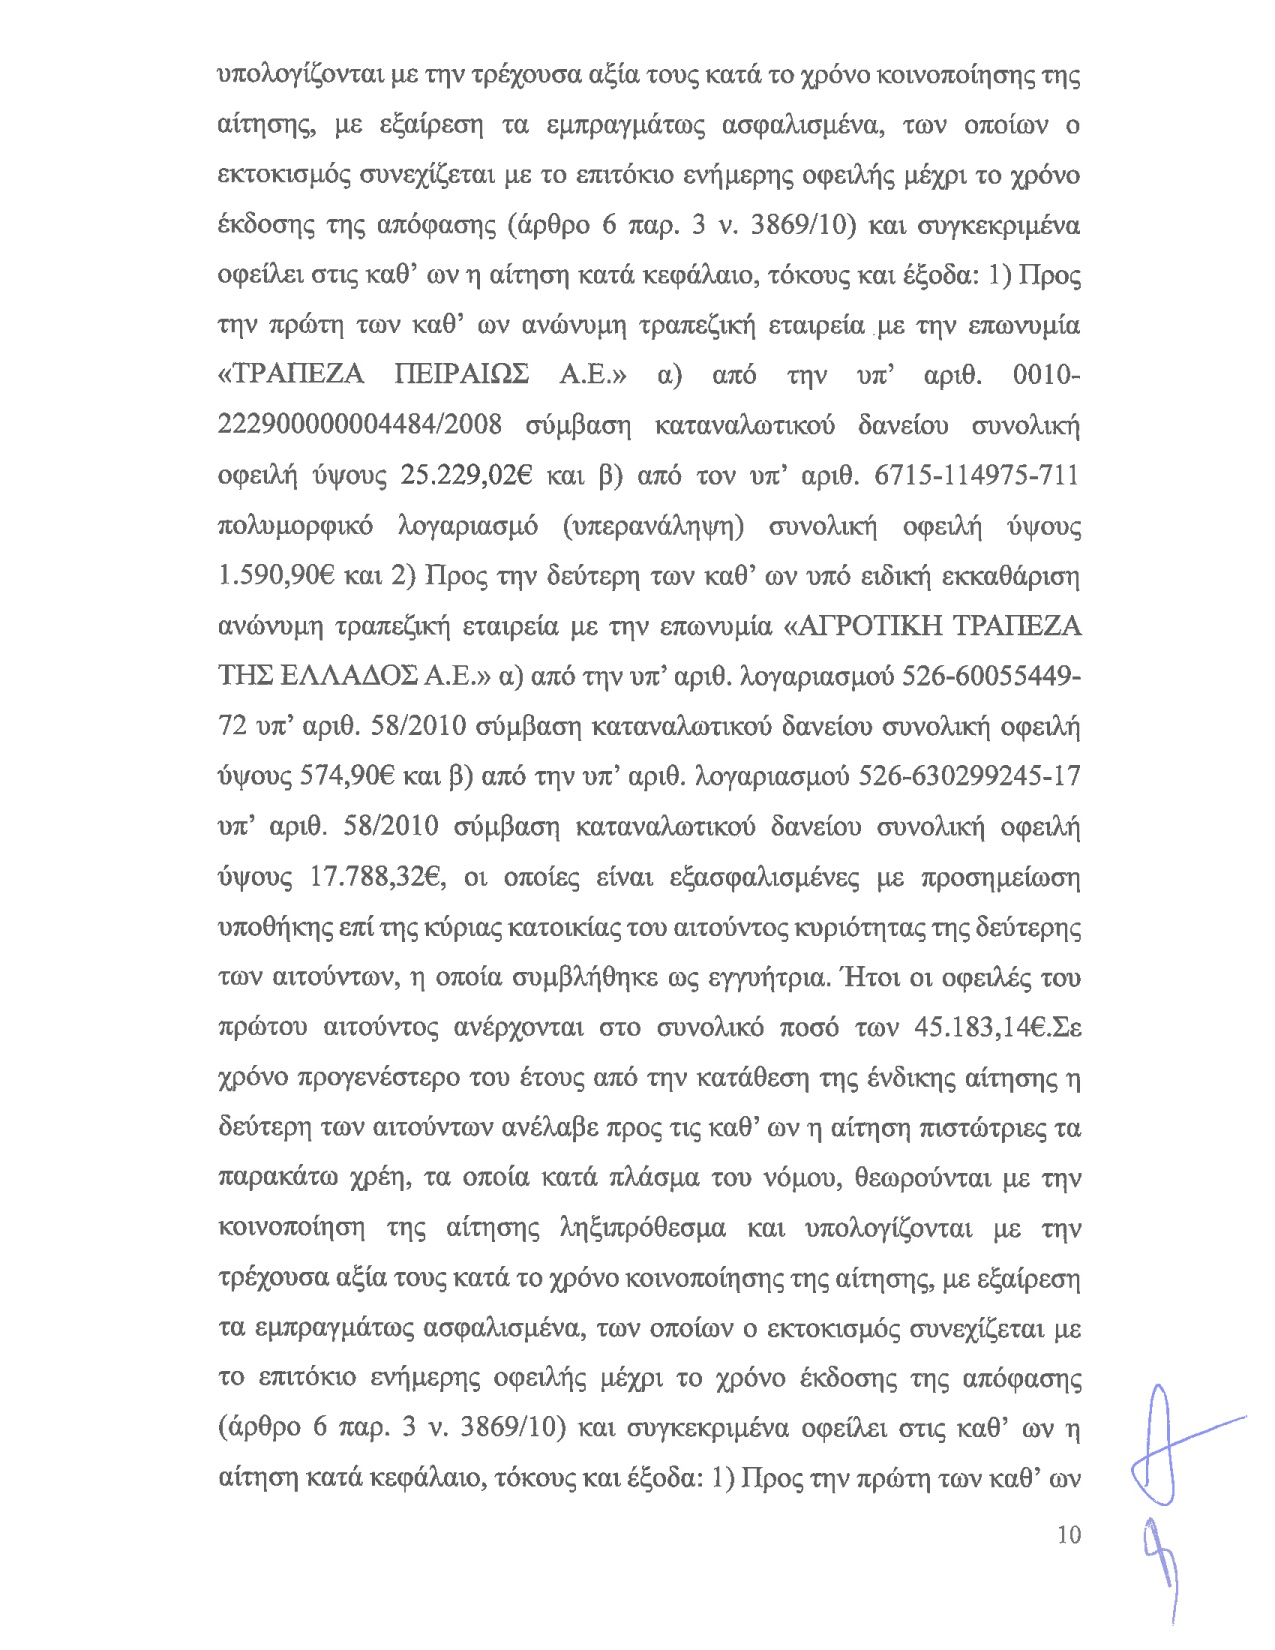 υπολογίζονται με την τρέχουσα αξία τους κατά το χρόνο κοινοποίησης της
αίτησης, με εξαίρεση τα εμπραγμάτως ασφαλισμένα, των οποίων ο
εκτοκισμός συνεχίζεται με το επιτόκιο ενήμερης οφειλής μέχρι το χρόνο
έκδοσης της απόφασης (άρθρο 6 παρ. 3 ν. 3869/10) και συγκεκριμένα
οφείλει στις καθ’ ων η αίτηση κατά κεφάλαιο, τόκους και έξοδα: 1) Προς
την πρώτη των καθ’ ων ανώνυμη τραπεζική εταιρεία με την επωνυμία
«ΤΡΑΠΕΖΑ ΠΕΙΡΑΙΩΣ Α.Ε.» α) από την υπ’ αριθ. 0010-
222900000004484/2008 σύμβαση καταναλωτικού δανείου συνολική
οφειλή ύψους 25.229,02€ και β) από τον υπ’ αριθ. 6715-114975-711
πολυμορφικό λογαριασμό (υπερανάληψη) συνολική οφειλή ύψους
1.590,90€ και 2) Προς την δεύτερη των καθ’ ων υπό ειδική εκκαθάριση
ανώνυμη τραπεζική εταιρεία με την επωνυμία «ΑΓΡΟΤΙΚΗ ΤΡΑΠΕΖΑ
ΤΗΣ ΕΛΛΑΔΟΣ Α.Ε.» α) από την υπ’ αριθ. λογαριασμού 526-60055449-
72 υπ’ αριθ. 58/2010 σύμβαση καταναλωτικού δανείου συνολική οφειλή
ύψους 574,90€ και β) από την υπ’ αριθ. λογαριασμού 526-630299245-17
υπ’ αριθ. 58/2010 σύμβαση καταναλωτικού δανείου συνολική οφειλή
ύψους 17.788,32€, οι οποίες είναι εξασφαλισμένες με προσημείωση
υποθήκης επί της κύριας κατοικίας του αιτούντος κυριότητας της δεύτερης
των αιτούντων, η οποία συμβλήθηκε ως εγγυήτρια. Ήτοι οι οφειλές του
πρώτου αιτούντος ανέρχονται στο συνολικό ποσό των 45.183,14€.Σε
χρόνο προγενέστερο του έτους από την κατάθεση της ένδικης αίτησης η
δεύτερη των αιτούντων ανέλαβε προς τις καθ’ ων η αίτηση πιστώτριες τα
παρακάτω χρέη, τα οποία κατά πλάσμα του νόμου, θεωρούνται με την
κοινοποίηση της αίτησης ληξιπρόθεσμα και υπολογίζονται με την
τρέχουσα αξία τους κατά το χρόνο κοινοποίησης της αίτησης, με εξαίρεση
τα εμπραγμάτως ασφαλισμένα, των οποίων ο εκτοκισμός συνεχίζεται με
το επιτόκιο ενήμερης οφειλής μέχρι το χρόνο έκδοσης της απόφασης
(άρθρο 6 παρ. 3 ν. 3869/10) και συγκεκριμένα οφείλει στις καθ’ ων η
αίτηση κατά κεφάλαιο, τόκους και έξοδα: 1) Προς την πρώτη των καθ’ ων
10